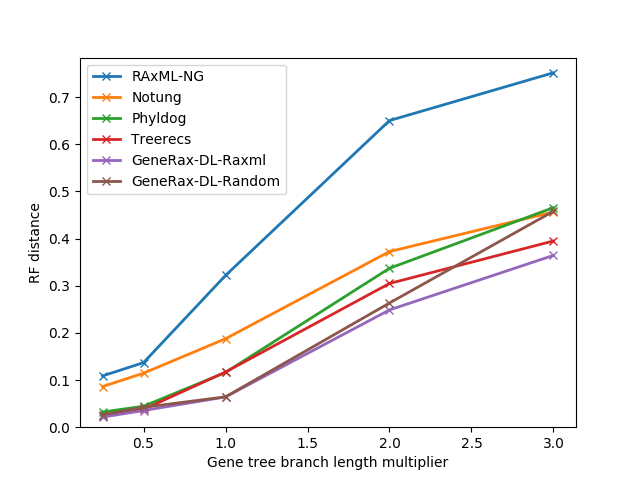 RAxML-NG
Notung
Phyldog
Treerecs
GeneRax-DL-Raxml
GeneRax-DL-Random
0.7
0.6
0.5
0.4
0.3
0.2
0.1
0.0
RF distance
0.5 1.0 1.5 2.0 2.5 3.0
Gene tree branch length multiplier